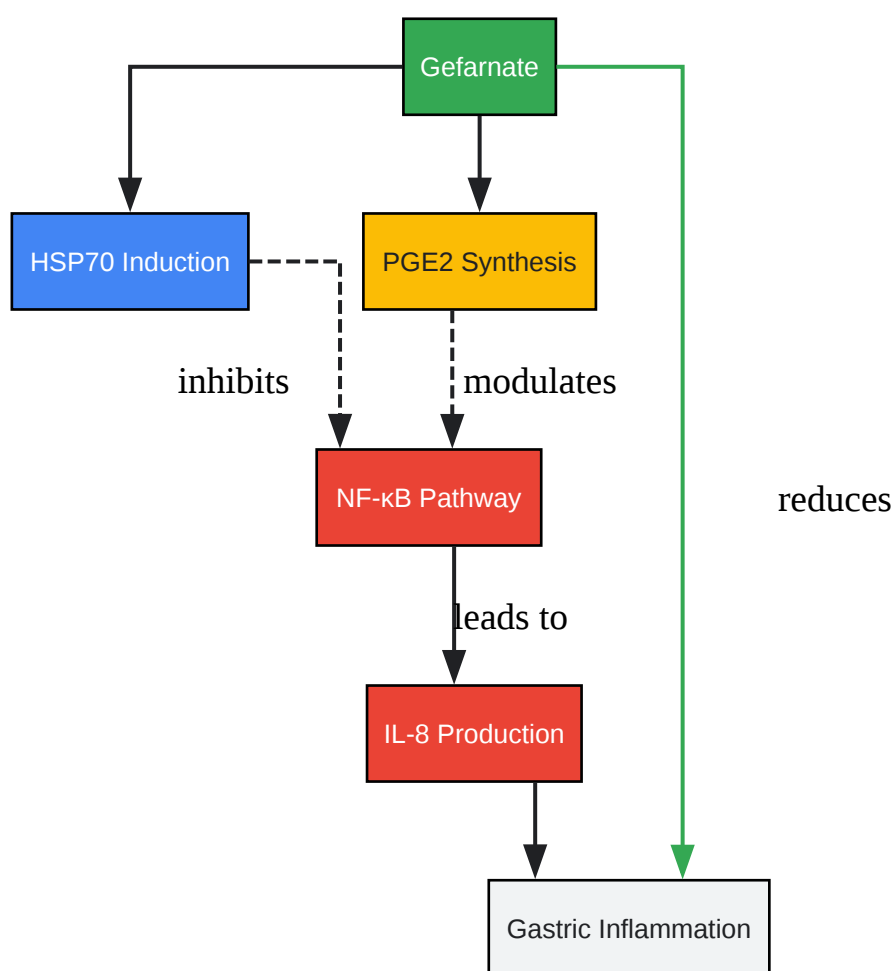 Gefarnate
HSP70 Induction
PGE2 Synthesis
inhibits
modulates
NF-κB Pathway
reduces
leads to
IL-8 Production
Gastric Inflammation